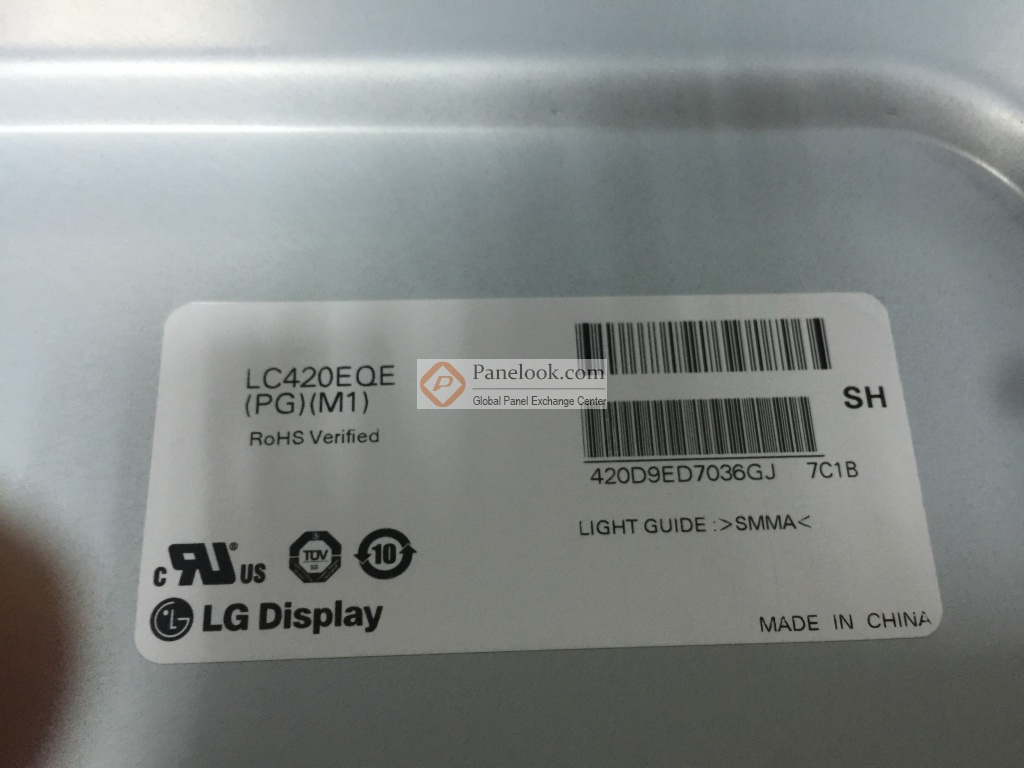 LC420EQE
(PG)(M1)
RoHS Verified
Panelook.com
Global Panel Exchange Center
SH
420D9ED7036GJ 7C1B
LIGHT GUIDE :>SMMA<
c RU ® US
TÜV
10
LG Display
MADE IN CHINA